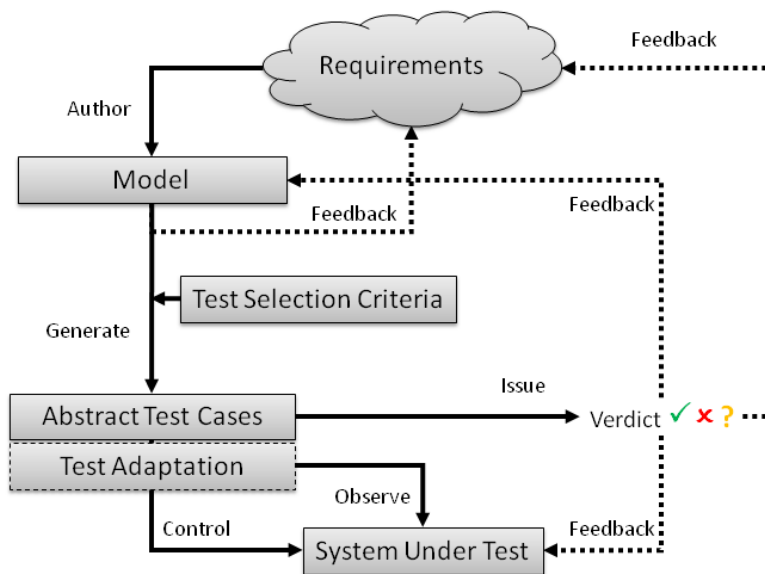 Feedback
Requirements
Author
Model
Feedback
Feedback
Test Selection Criteria
Generate
Issue
Abstract Test Cases
Verdict ✓ ✗ ?
Test Adaptation
Observe
Control
Feedback
System Under Test